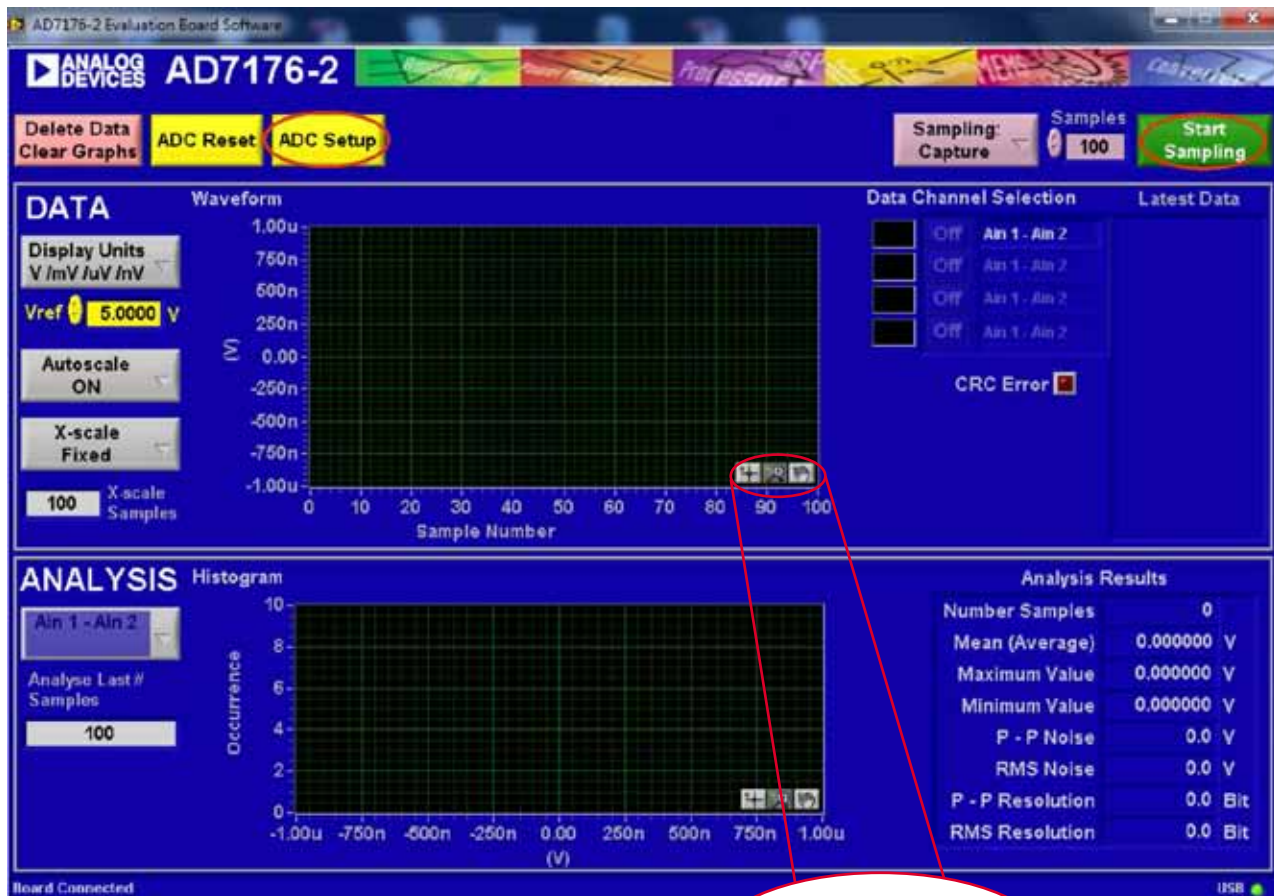 AD7176-2 Evaluation Board Software
ANALOG DEVICES
AD7176-2
Delete Data
Clear Graphs
ADC Reset
ADC Setup
Sampling:
Capture
Samples
100
Start
Sampling
DATA
Display Units
V /mV /uV /nV
Vref 5.0000 V
Autoscale
ON
X-scale
Fixed
100
X-scale
Samples
Waveform
1.00u
750n
500n
250n
0.00
-250n
-500n
-750n
-1.00u
(V)
0 10 20 30 40 50 60 70 80 90 100
Sample Number
Data Channel Selection
Off Ain 1 - Ain 2
Off Ain 1 - Ain 2
Off Ain 1 - Ain 2
Off Ain 1 - Ain 2
CRC Error
Latest Data
ANALYSIS
Ain 1 - Ain 2
Analyse Last #
Samples
100
Histogram
10
8
6
4
2
0
Occurrence
-1.00u -750n -500n -250n 0.00 250n 500n 750n 1.00u
(V)
Analysis Results
Number Samples 0
Mean (Average) 0.000000 V
Maximum Value 0.000000 V
Minimum Value 0.000000 V
P - P Noise 0.0 V
RMS Noise 0.0 V
P - P Resolution 0.0 Bit
RMS Resolution 0.0 Bit
Board Connected
USB